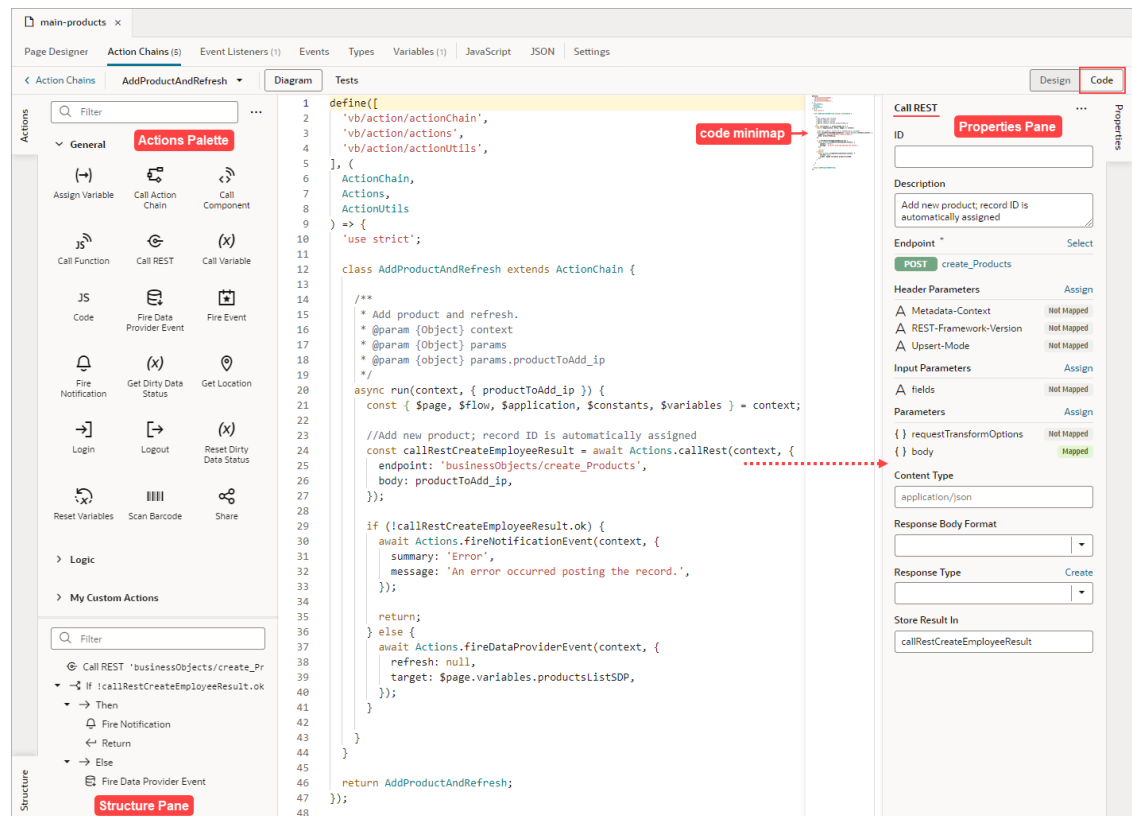 main-products ×
Page Designer Action Chains (5) Event Listeners (1) Events Types Variables (1) JavaScript JSON Settings
< Action Chains AddProductAndRefresh Diagram Tests Design Code
Actions
Filter ...
Actions Palette
General
Assign Variable
Call Action
Chain
Call
Component
Call Function
Call REST
Call Variable
JS
Code
Fire Data
Provider Event
Fire Event
Fire
Notification
(x)
Get Dirty Data
Status
Get Location
Login
Logout
(x)
Reset Dirty
Data Status
Reset Variables
Scan Barcode
Share
Logic
My Custom Actions
Structure
Filter
Call REST 'businessObjects/create_Pr
If !callRestCreateEmployeeResult.ok
Then
Fire Notification
Return
Else
Fire Data Provider Event
Structure Pane
1 define([
2 'vb/action/actionChain',
3 'vb/action/actions',
4 'vb/action/actionUtils',
5 ], (
6 ActionChain,
7 Actions,
8 ActionUtils
9 ) => {
10 'use strict';
11
12 class AddProductAndRefresh extends ActionChain {
13
14 /**
15 * Add product and refresh.
16 * @param {Object} context
17 * @param {Object} params
18 * @param {object} params.productToAdd_ip
19 */
20 async run(context, { productToAdd_ip }) {
21 const { $page, $flow, $application, $constants, $variables } = context;
22
23 //Add new product; record ID is automatically assigned
24 const callRestCreateEmployeeResult = await Actions.callRest(context, {
25 endpoint: 'businessObjects/create_Products',
26 body: productToAdd_ip,
27 });
28
29 if (!callRestCreateEmployeeResult.ok) {
30 await Actions.fireNotificationEvent(context, {
31 summary: 'Error',
32 message: 'An error occurred posting the record.',
33 });
34
35 return;
36 } else {
37 await Actions.fireDataProviderEvent(context, {
38 refresh: null,
39 target: $page.variables.productsListSDP,
40 });
41 }
42
43 }
44 }
45
46 return AddProductAndRefresh;
47 });
48
code minimap
Call REST ...
Properties Pane
Properties
ID
Description
Add new product; record ID is
automatically assigned
Endpoint * Select
POST create_Products
Header Parameters Assign
A Metadata-Context Not Mapped
A REST-Framework-Version Not Mapped
A Upsert-Mode Not Mapped
Input Parameters Assign
A fields Not Mapped
Parameters Assign
{ } requestTransformOptions Not Mapped
{ } body Mapped
Content Type
application/json
Response Body Format
Response Type Create
Store Result In
callRestCreateEmployeeResult